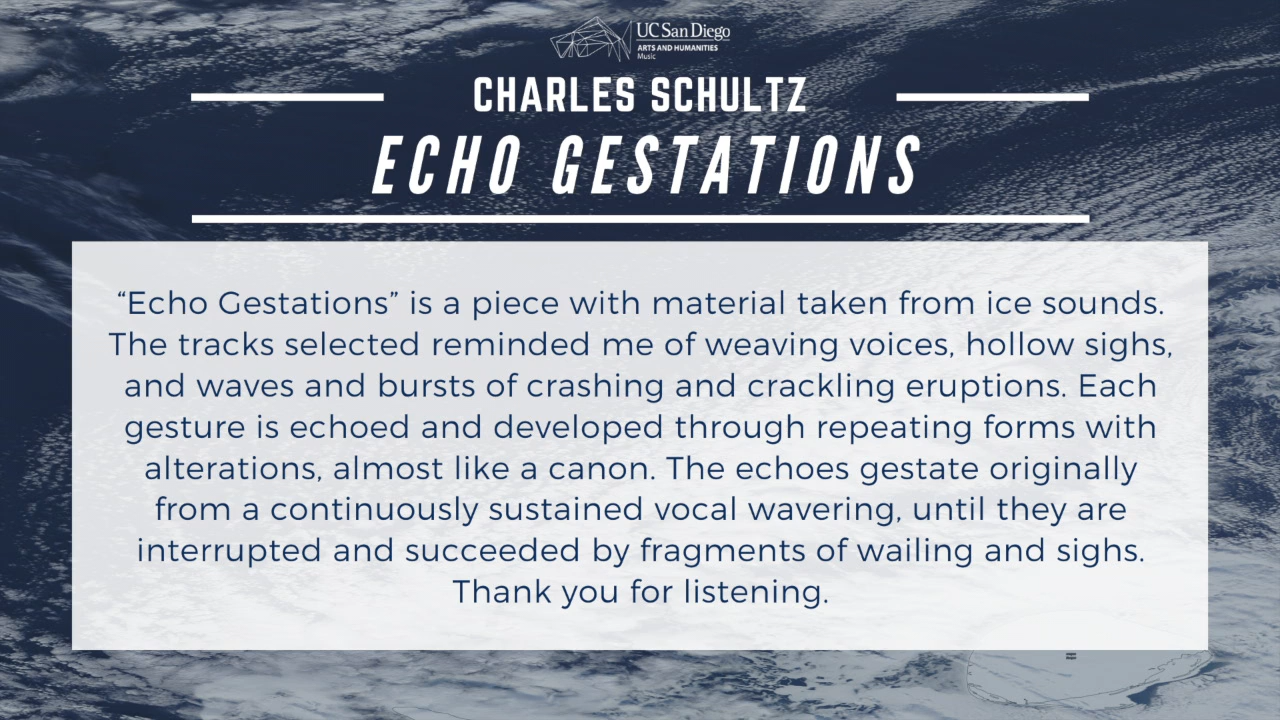 UC San Diego
ARTS AND HUMANITIES
Music
CHARLES SCHULTZ
ECHO GESTATIONS
“Echo Gestations” is a piece with material taken from ice sounds.
The tracks selected reminded me of weaving voices, hollow sighs,
and waves and bursts of crashing and crackling eruptions. Each
gesture is echoed and developed through repeating forms with
alterations, almost like a canon. The echoes gestate originally
from a continuously sustained vocal wavering, until they are
interrupted and succeeded by fragments of wailing and sighs.
Thank you for listening.